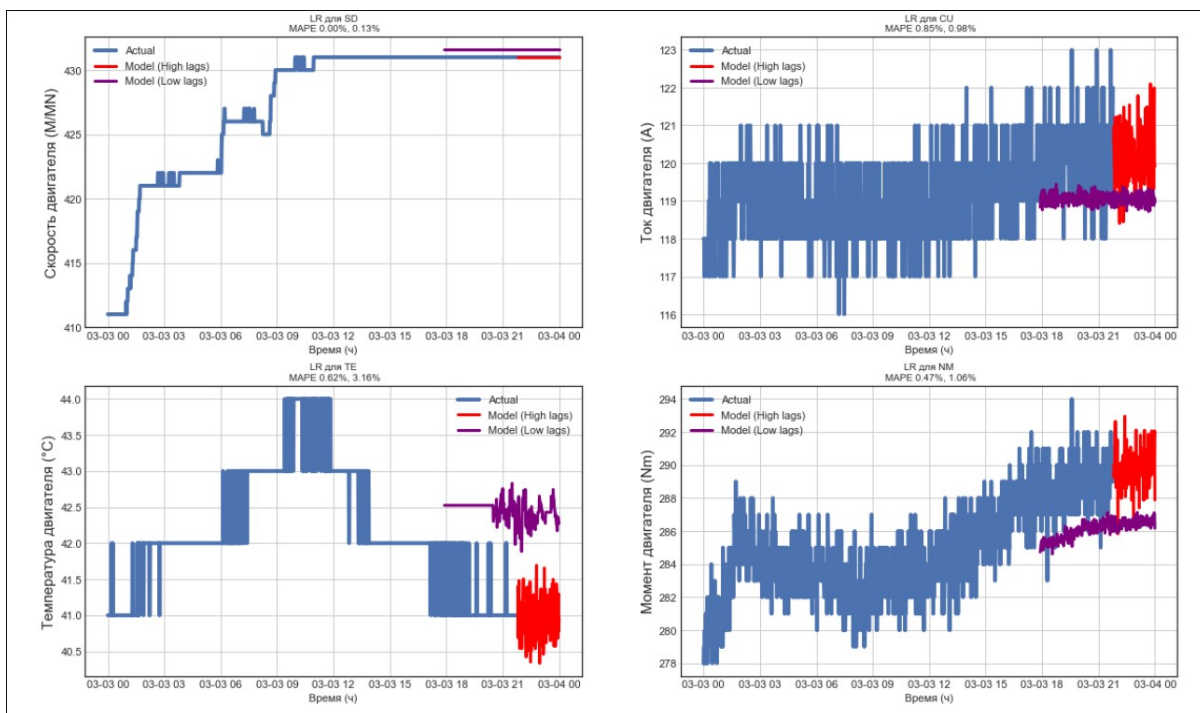 LR для SD
MAPE 0.00%, 0.13%
Actual
Model (High lags)
Model (Low lags)
Скорость двигателя (M/MN)
430
425
420
415
410
03-03 00 03-03 03 03-03 06 03-03 09 03-03 12 03-03 15 03-03 18 03-03 21 03-04 00
Время (ч)
LR для CU
MAPE 0.85%, 0.98%
Actual
Model (High lags)
Model (Low lags)
Ток двигателя (А)
123
122
121
120
119
118
117
116
03-03 00 03-03 03 03-03 06 03-03 09 03-03 12 03-03 15 03-03 18 03-03 21 03-04 00
Время (ч)
LR для TE
MAPE 0.62%, 3.16%
Actual
Model (High lags)
Model (Low lags)
Температура двигателя (°C)
44.0
43.5
43.0
42.5
42.0
41.5
41.0
40.5
03-03 00 03-03 03 03-03 06 03-03 09 03-03 12 03-03 15 03-03 18 03-03 21 03-04 00
Время (ч)
LR для NM
MAPE 0.47%, 1.06%
Actual
Model (High lags)
Model (Low lags)
Момент двигателя (Nm)
294
292
290
288
286
284
282
280
278
03-03 00 03-03 03 03-03 06 03-03 09 03-03 12 03-03 15 03-03 18 03-03 21 03-04 00
Время (ч)